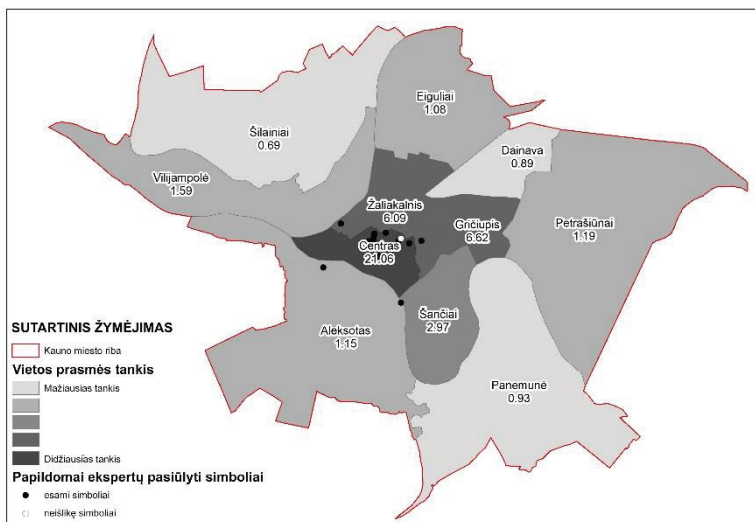 Eiguliai
1.08
Šilainiai
0.69
Dainava
0.89
Vilijampolė
1.59
Žaliakalnis
6.09
Gričiupis
6.62
Petrašiūnai
1.19
Centras
21.06
Šančiai
2.97
Aleksotas
1.15
Panemunė
0.93
SUTARTINIS ŽYMĖJIMAS
Kauno miesto riba
Vietos prasmės tankis
Mažiausias tankis
Didžiausias tankis
Papildomai ekspertų pasiūlyti simboliai
esami simboliai
neišlikę simboliai